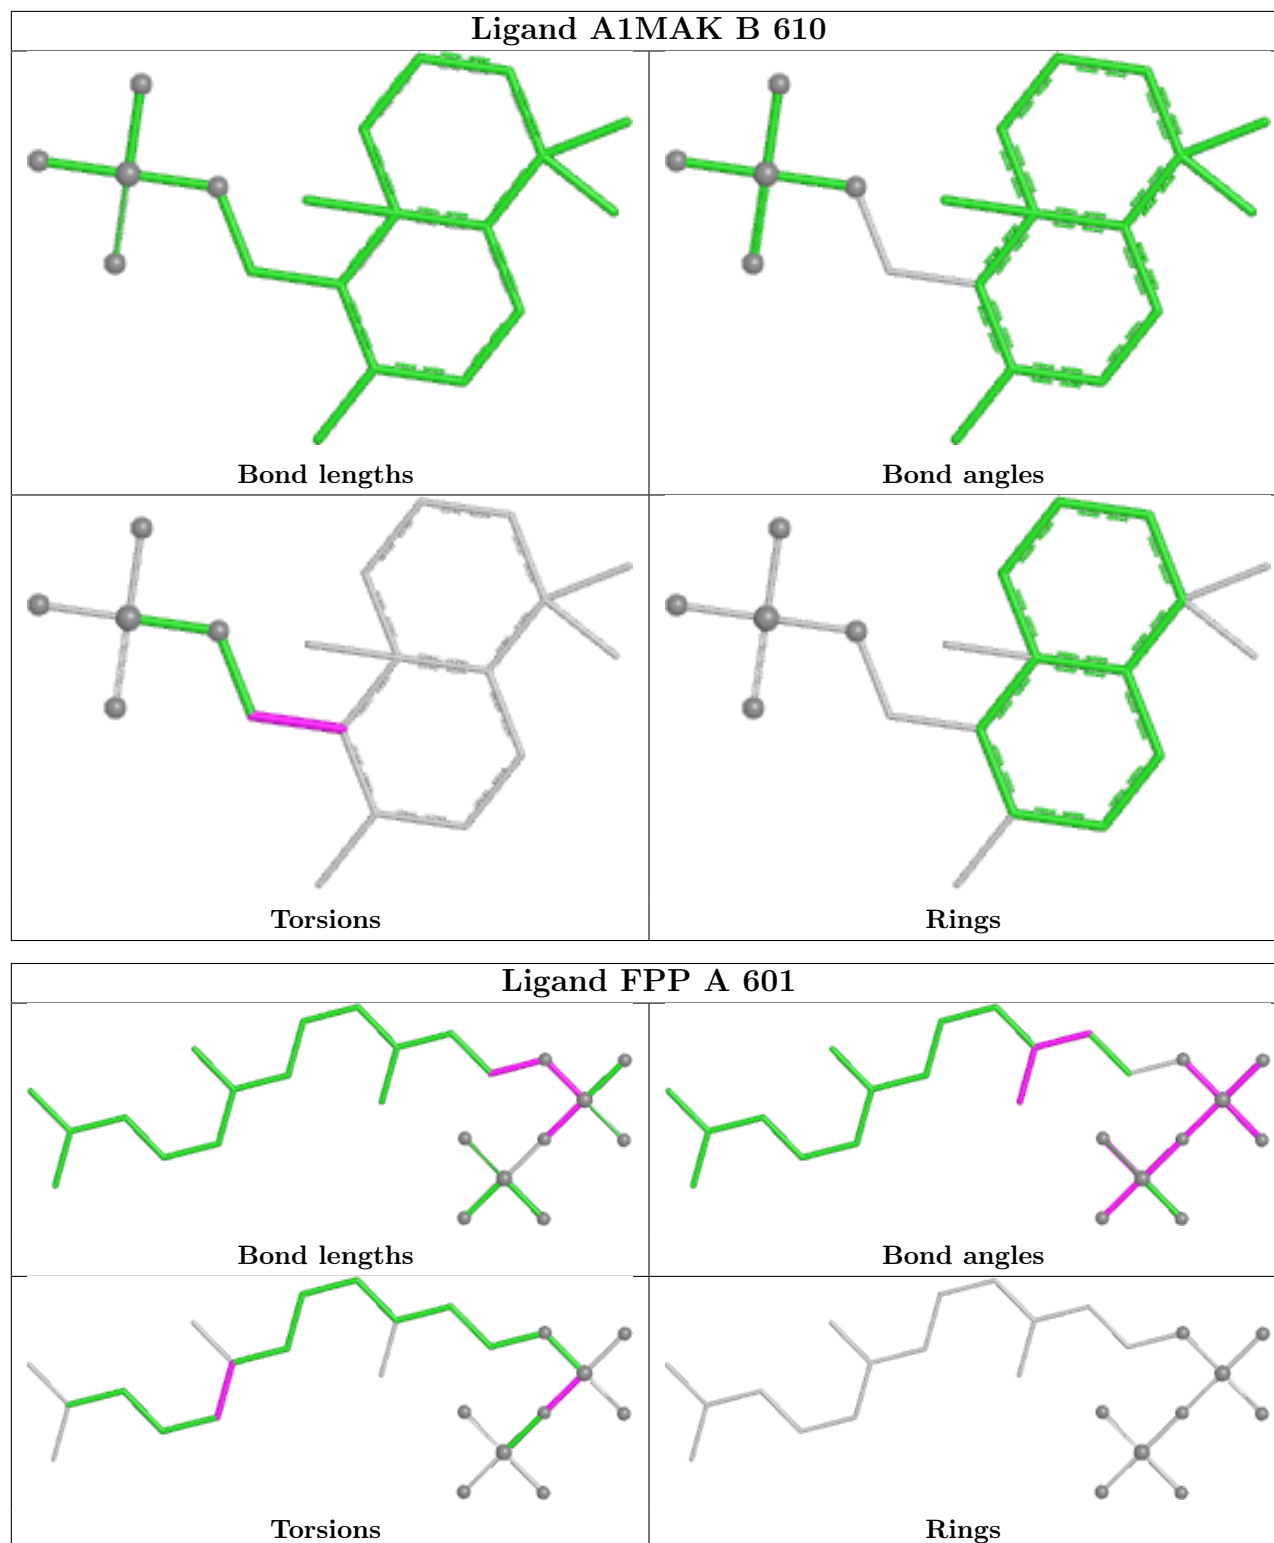 Ligand A1MAK B 610
Bond lengths
Bond angles
Torsions
Rings
Ligand FPP A 601
Bond lengths
Bond angles
Torsions
Rings